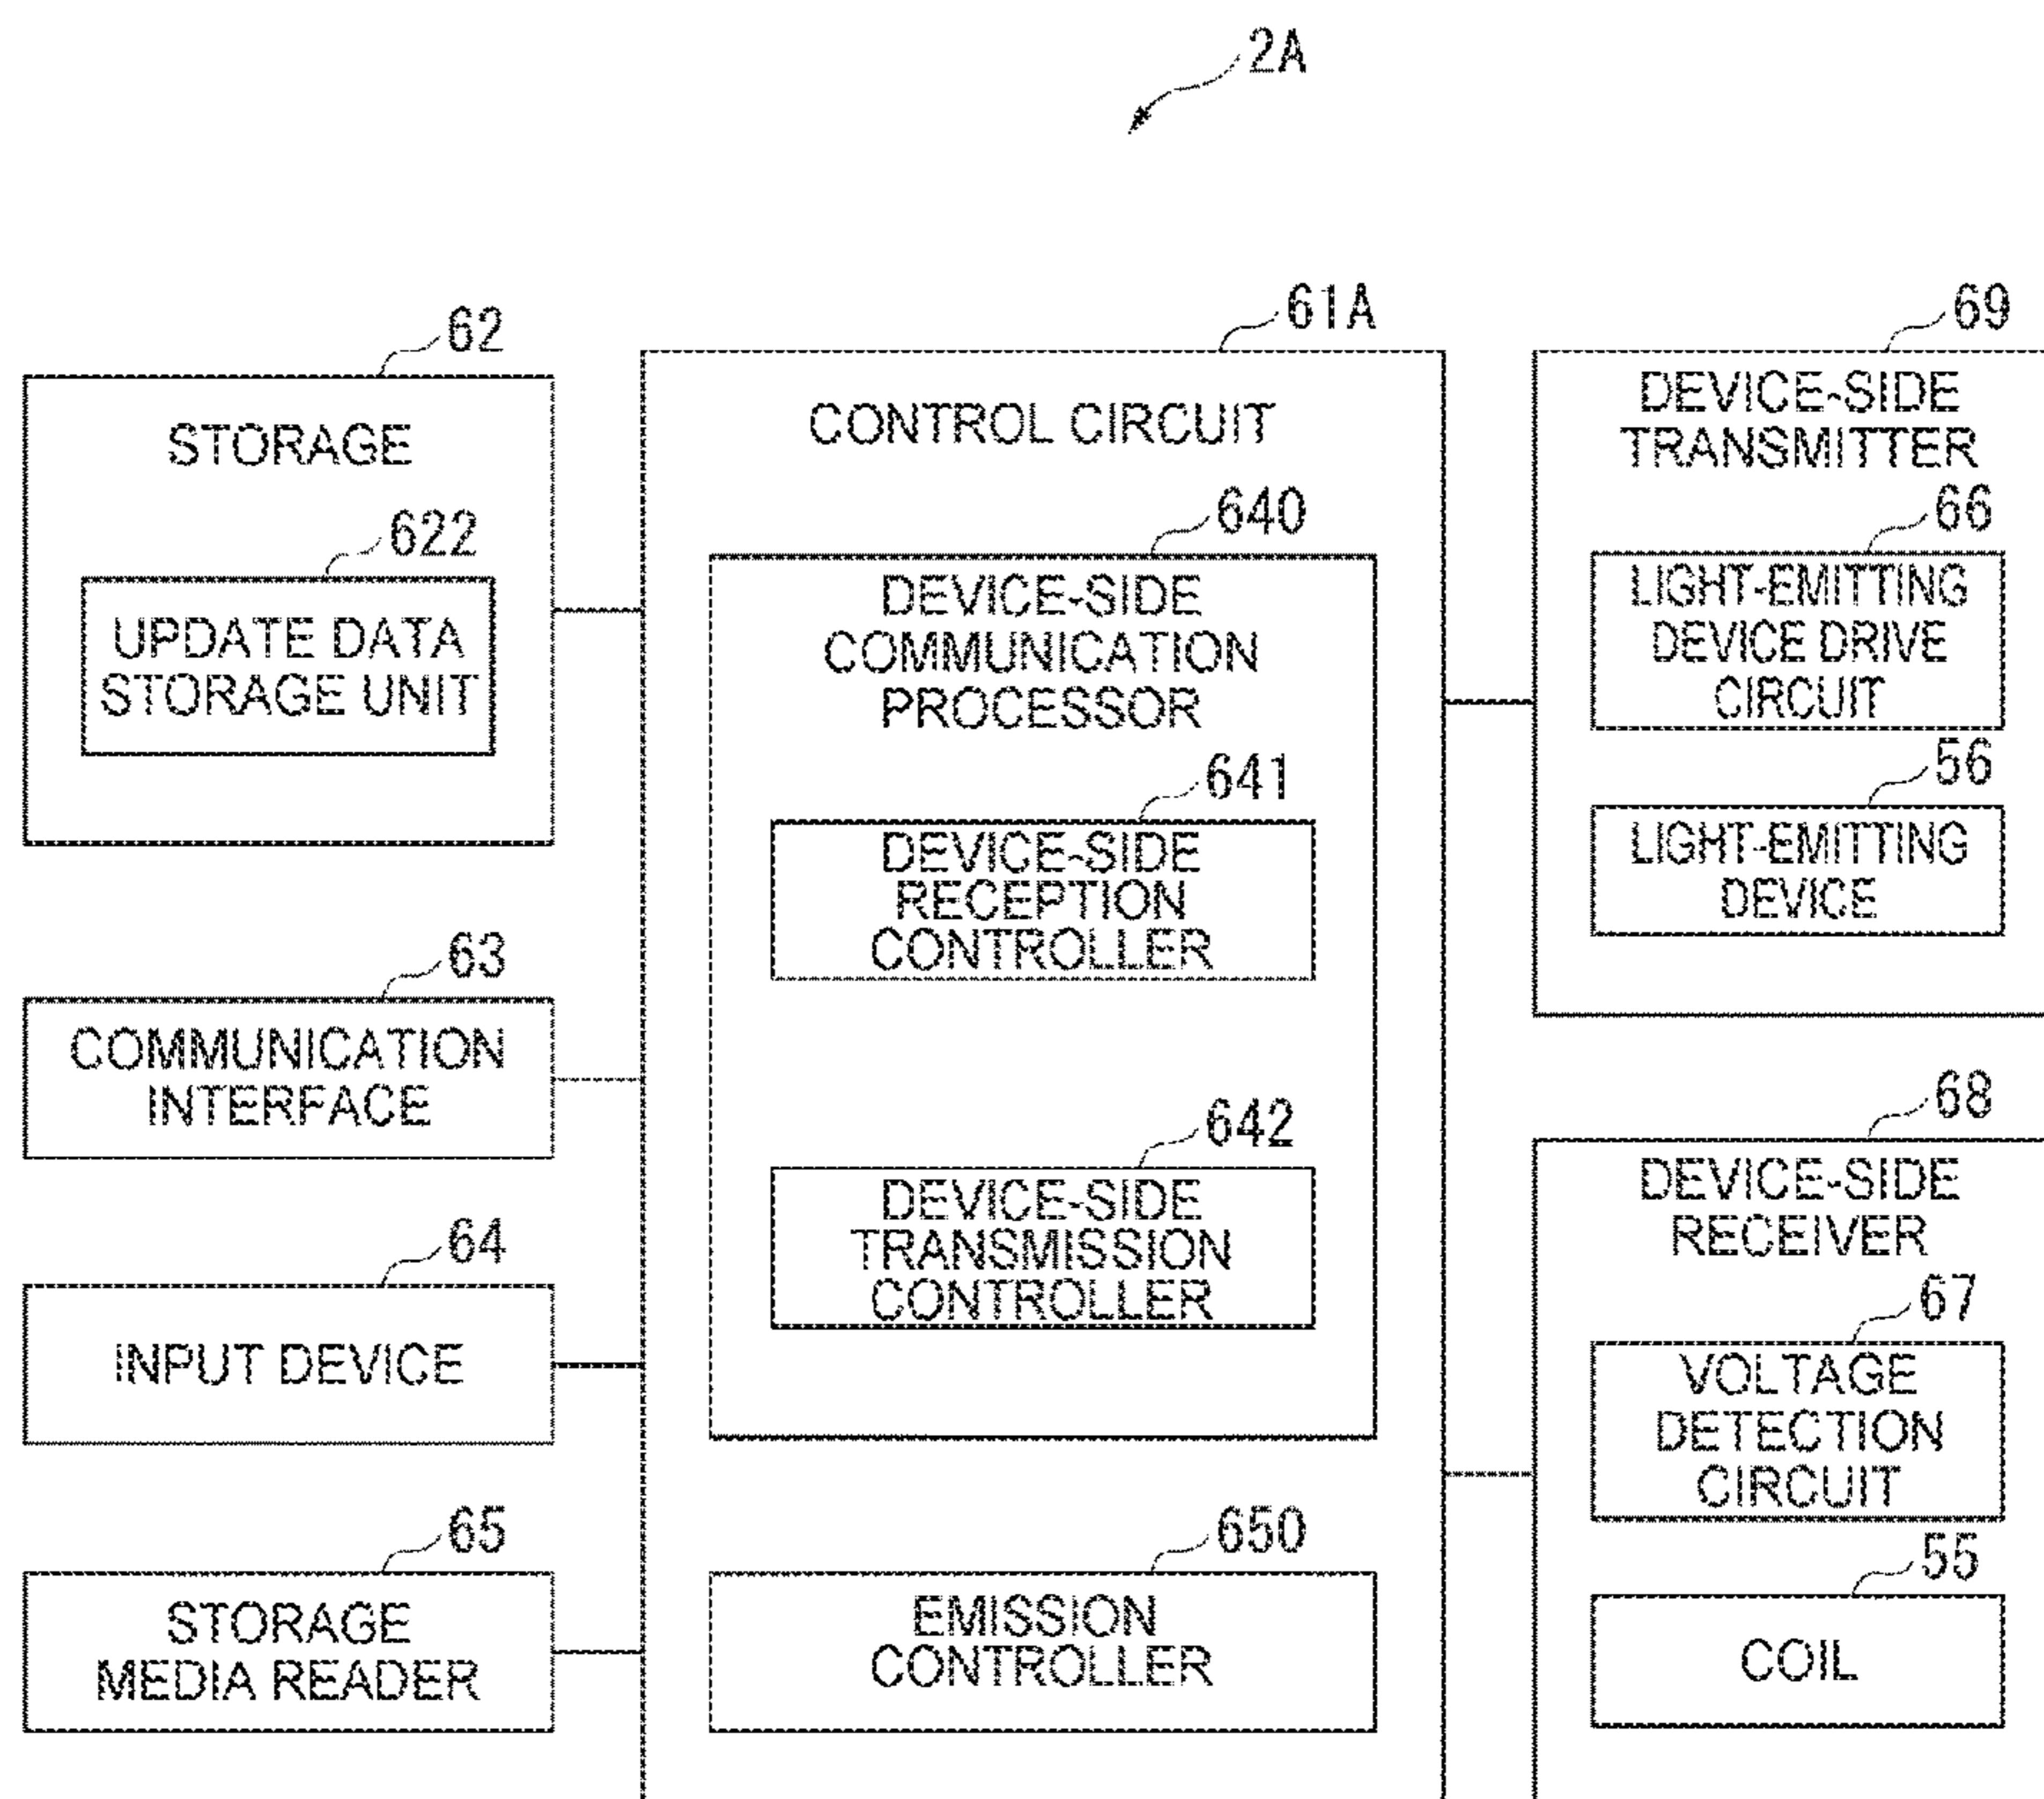 2A
62
STORAGE
622
UPDATE DATA
STORAGE UNIT
63
COMMUNICATION
INTERFACE
64
INPUT DEVICE
65
STORAGE
MEDIA READER
61A
CONTROL CIRCUIT
640
DEVICE-SIDE
COMMUNICATION
PROCESSOR
641
DEVICE-SIDE
RECEPTION
CONTROLLER
642
DEVICE-SIDE
TRANSMISSION
CONTROLLER
650
EMISSION
CONTROLLER
69
DEVICE-SIDE
TRANSMITTER
66
LIGHT-EMITTING
DEVICE DRIVE
CIRCUIT
56
LIGHT-EMITTING
DEVICE
68
DEVICE-SIDE
RECEIVER
67
VOLTAGE
DETECTION
CIRCUIT
55
COIL